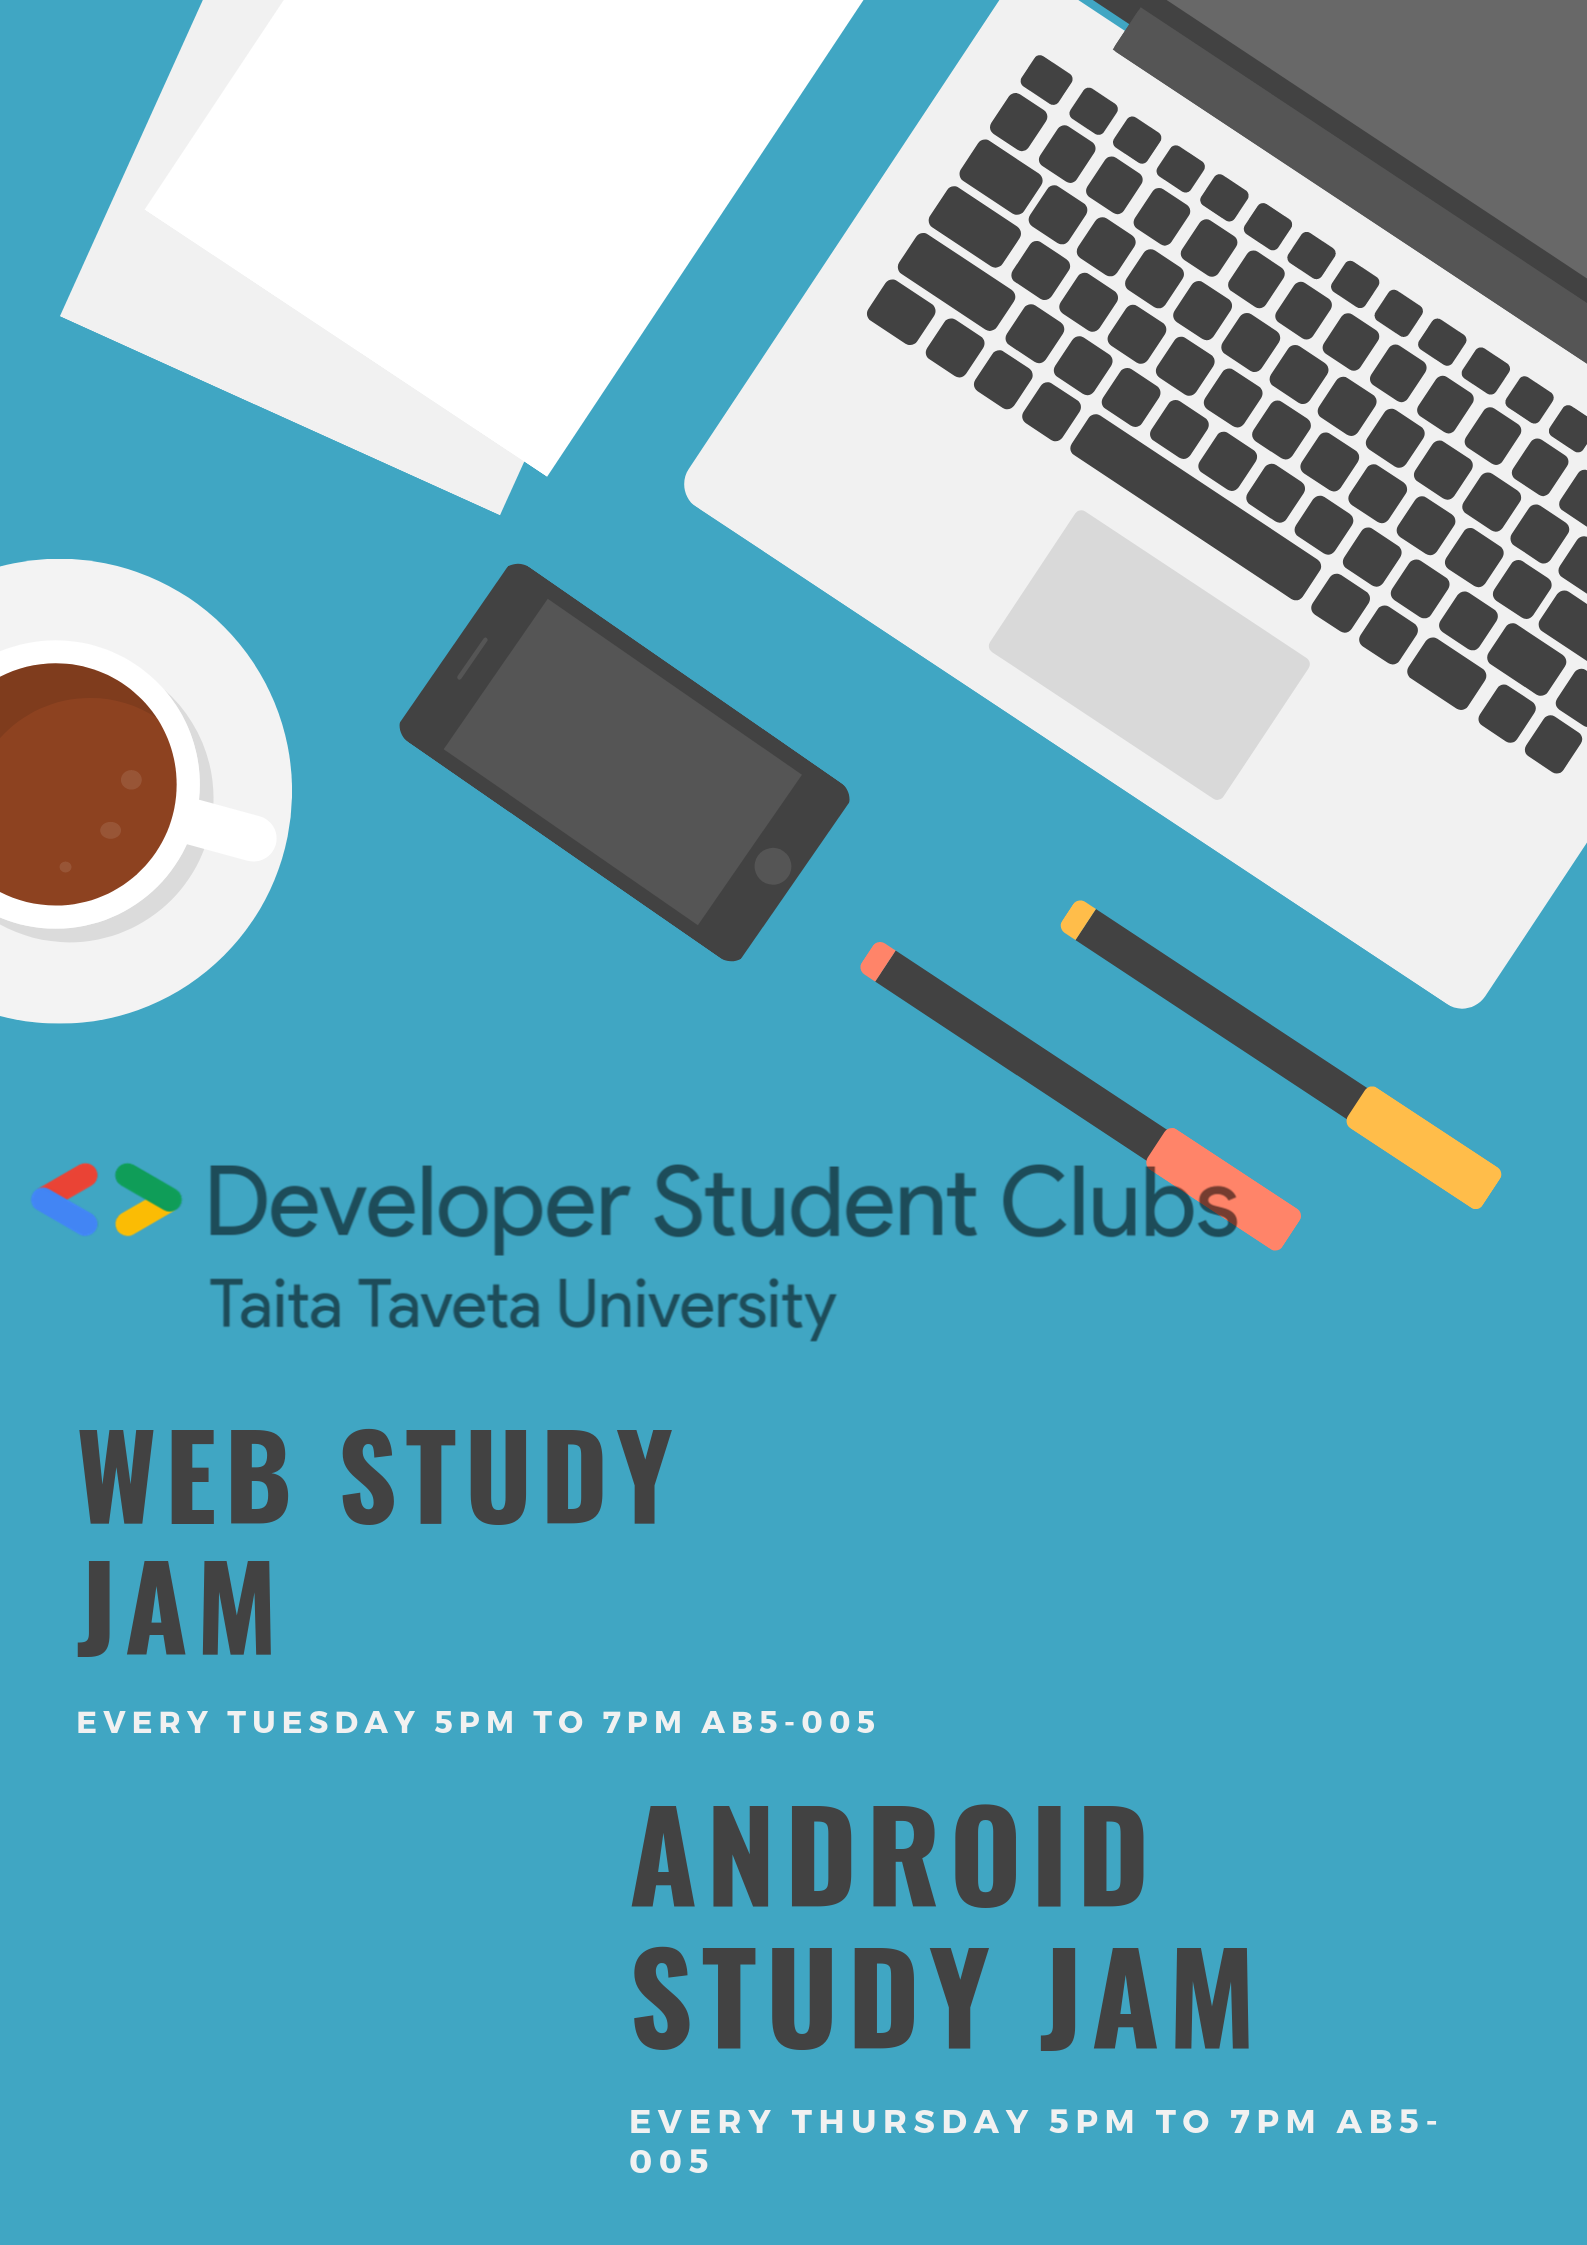 Developer Student Clubs
Taita Taveta University
WEB STUDY
JAM
EVERY TUESDAY 5PM TO 7PM AB5-005
ANDROID
STUDY JAM
EVERY THURSDAY 5PM TO 7PM AB5-
005